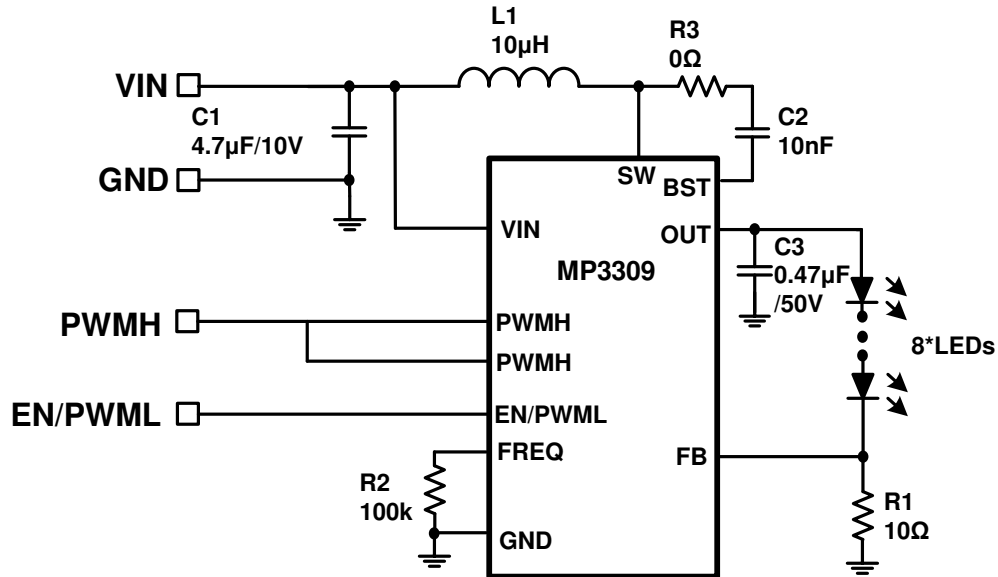 L1
10µH
R3
0Ω
VIN
C1
4.7µF/10V
C2
10nF
GND
SW
BST
VIN
OUT
MP3309
C3
0.47µF
/50V
PWMH
PWMH
PWMH
8*LEDs
EN/PWML
EN/PWML
FREQ
FB
R2
100k
R1
10Ω
GND